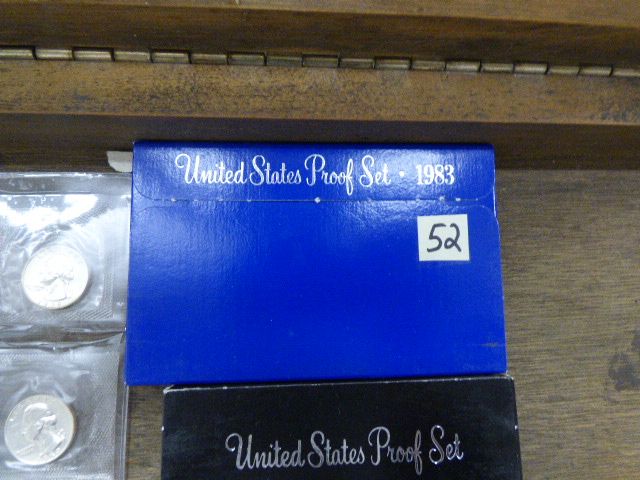 United States Proof Set · 1983
52
United States Proof Set